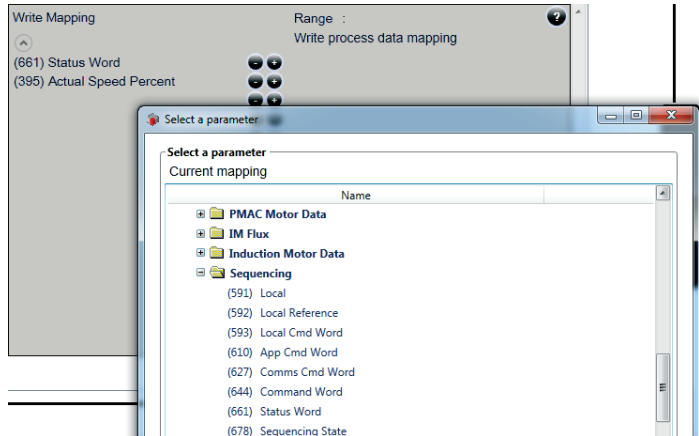 Write Mapping
Range :
Write process data mapping
(661) Status Word
(395) Actual Speed Percent
Select a parameter
Select a parameter
Current mapping
Name
PMAC Motor Data
IM Flux
Induction Motor Data
Sequencing
(591) Local
(592) Local Reference
(593) Local Cmd Word
(610) App Cmd Word
(627) Comms Cmd Word
(644) Command Word
(661) Status Word
(678) Sequencing State